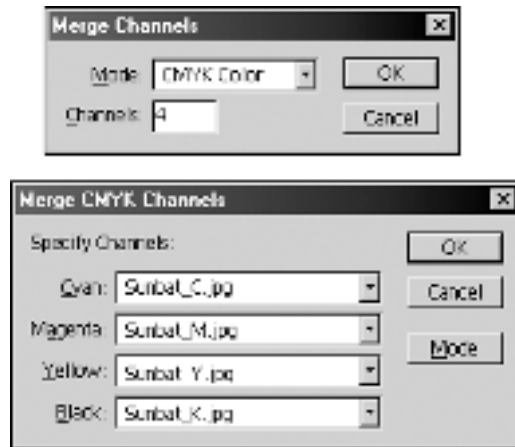 Merge Channels
Mode: CMYK Color
OK
Channels: 4
Cancel
Merge CMYK Channels
Specify Channels:
OK
Cyan: Sunbat_C.jpg
Cancel
Magenta: Sunbat_M.jpg
Mode
Yellow: Sunbat_Y.jpg
Black: Sunbat_K.jpg